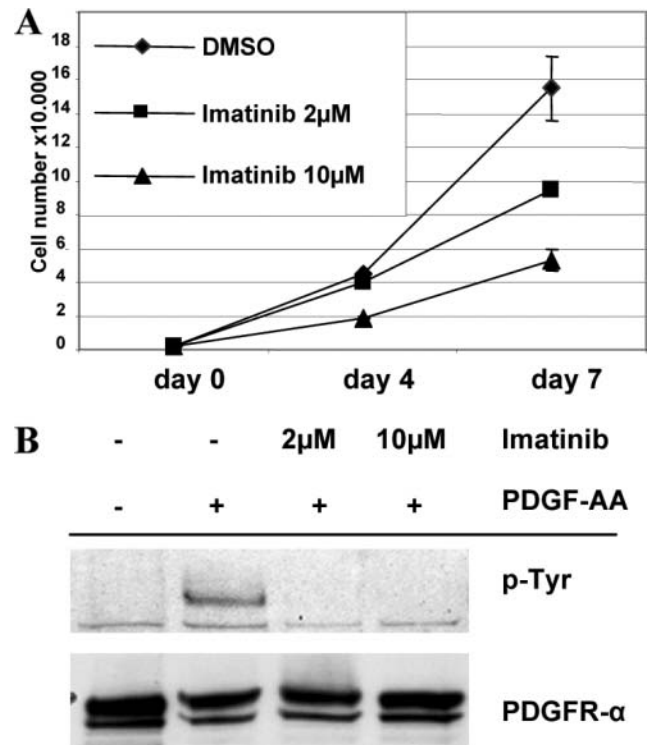 A
Cell number x10.000
18
16
14
12
10
8
6
4
2
0
DMSO
Imatinib 2µM
Imatinib 10µM
day 0 day 4 day 7
B
- - 2µM 10µM Imatinib
- + + + PDGF-AA
p-Tyr
PDGFR-α